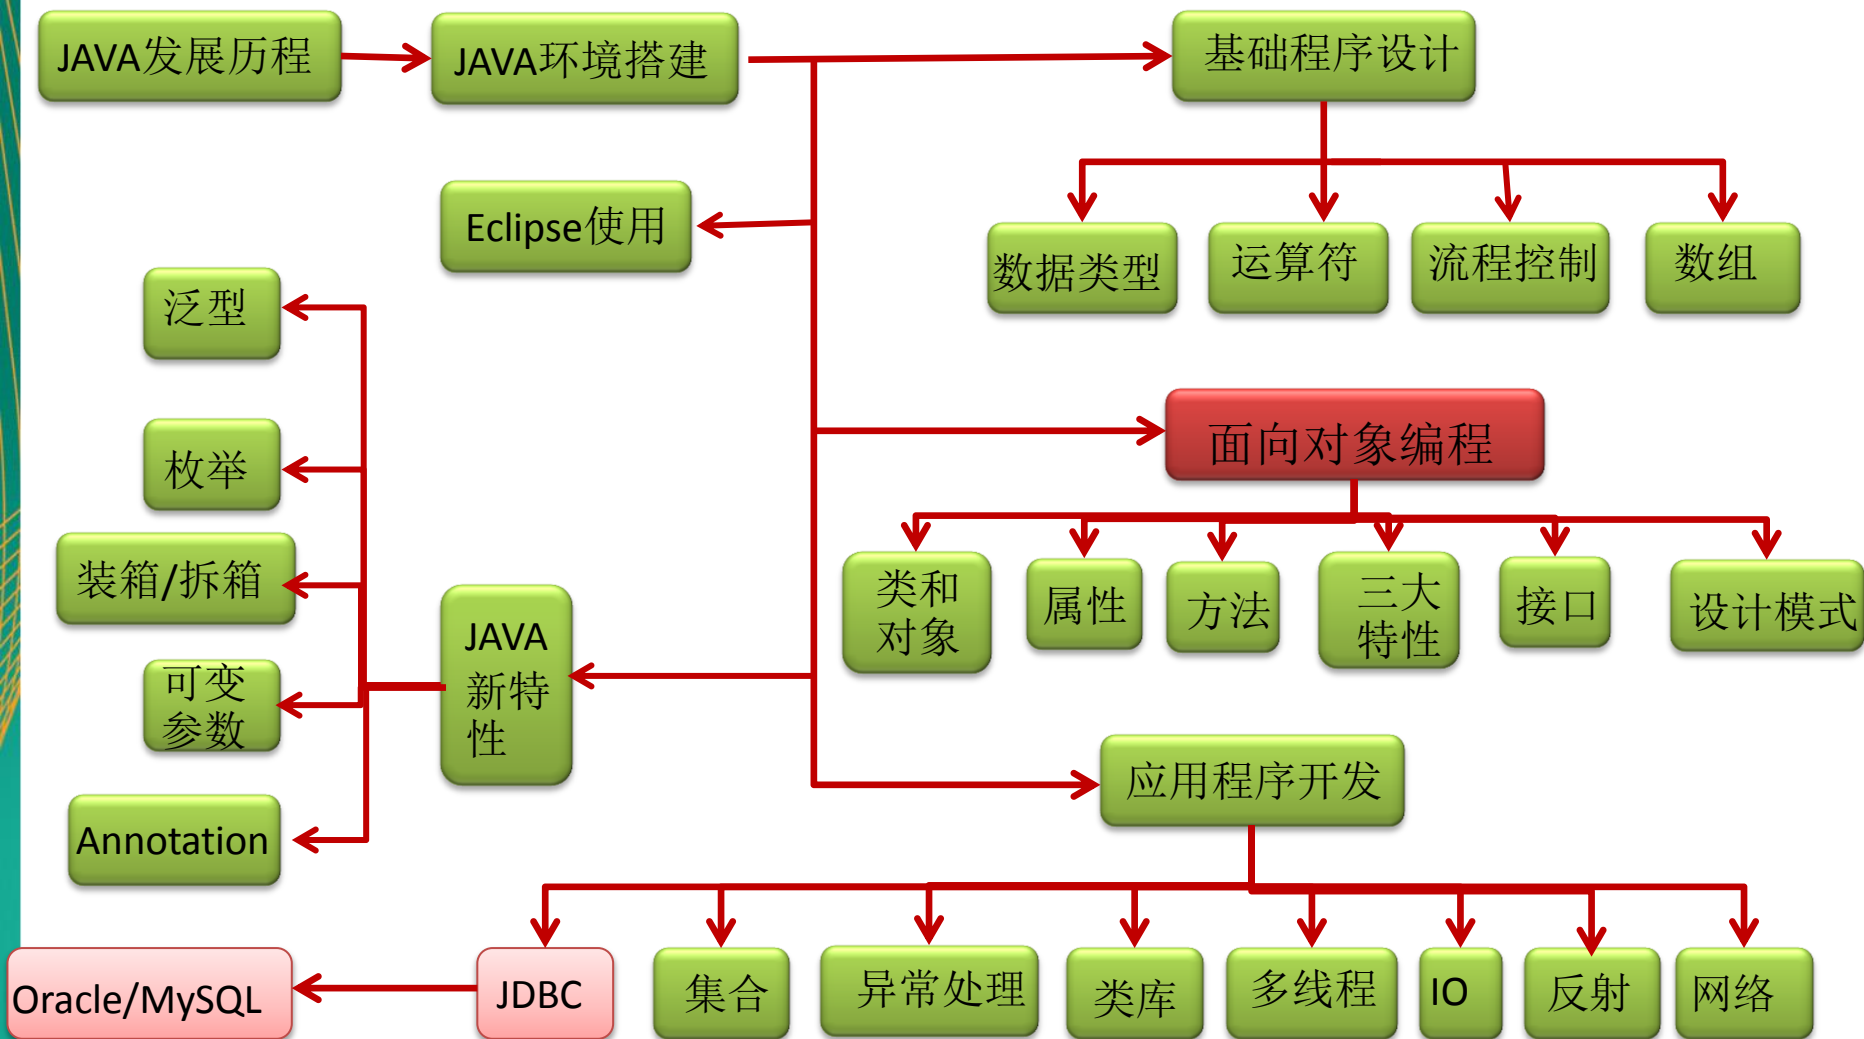 JAVA发展历程
JAVA环境搭建
基础程序设计
Eclipse使用
数据类型
运算符
流程控制
数组
泛型
枚举
装箱/拆箱
可变
参数
Annotation
JAVA
新特
性
面向对象编程
类和
对象
属性
方法
三大
特性
接口
设计模式
应用程序开发
Oracle/MySQL
JDBC
集合
异常处理
类库
多线程
IO
反射
网络